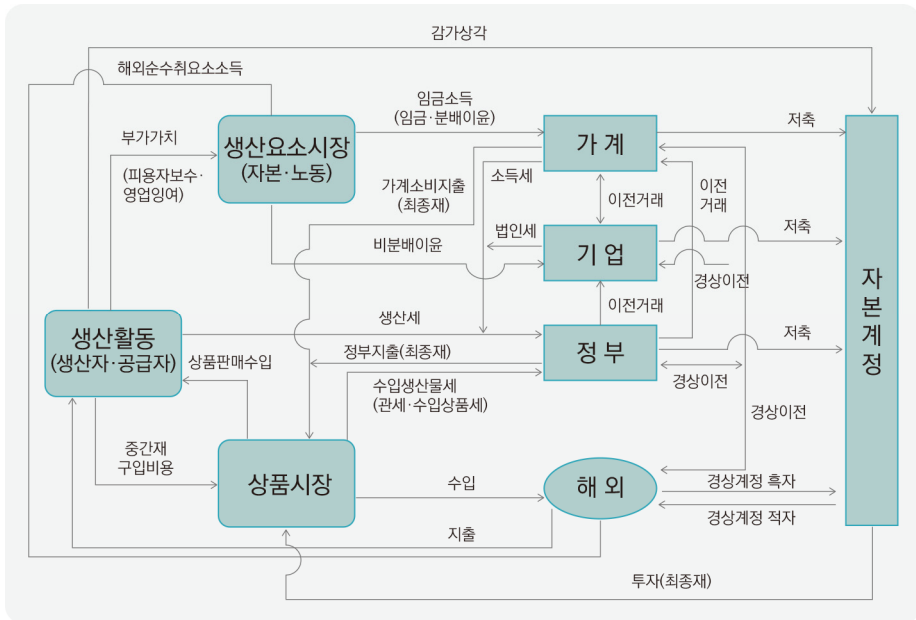 감가상각
해외순수취요소소득
임금소득
(임금·분배이윤)
저축
부가가치
생산요소시장
(자본·노동)
가계
(피용자보수·
영업잉여)
가계소비지출
(최종재)
소득세
이전거래
이전
거래
법인세
저축
비분배이윤
기업
경상이전
자본계정
이전거래
생산세
생산활동
(생산자·공급자)
저축
정부지출(최종재)
정부
상품판매수입
수입생산물세
(관세·수입상품세)
경상이전
경상이전
중간재
구입비용
상품시장
수입
해외
경상계정 흑자
경상계정 적자
지출
투자(최종재)